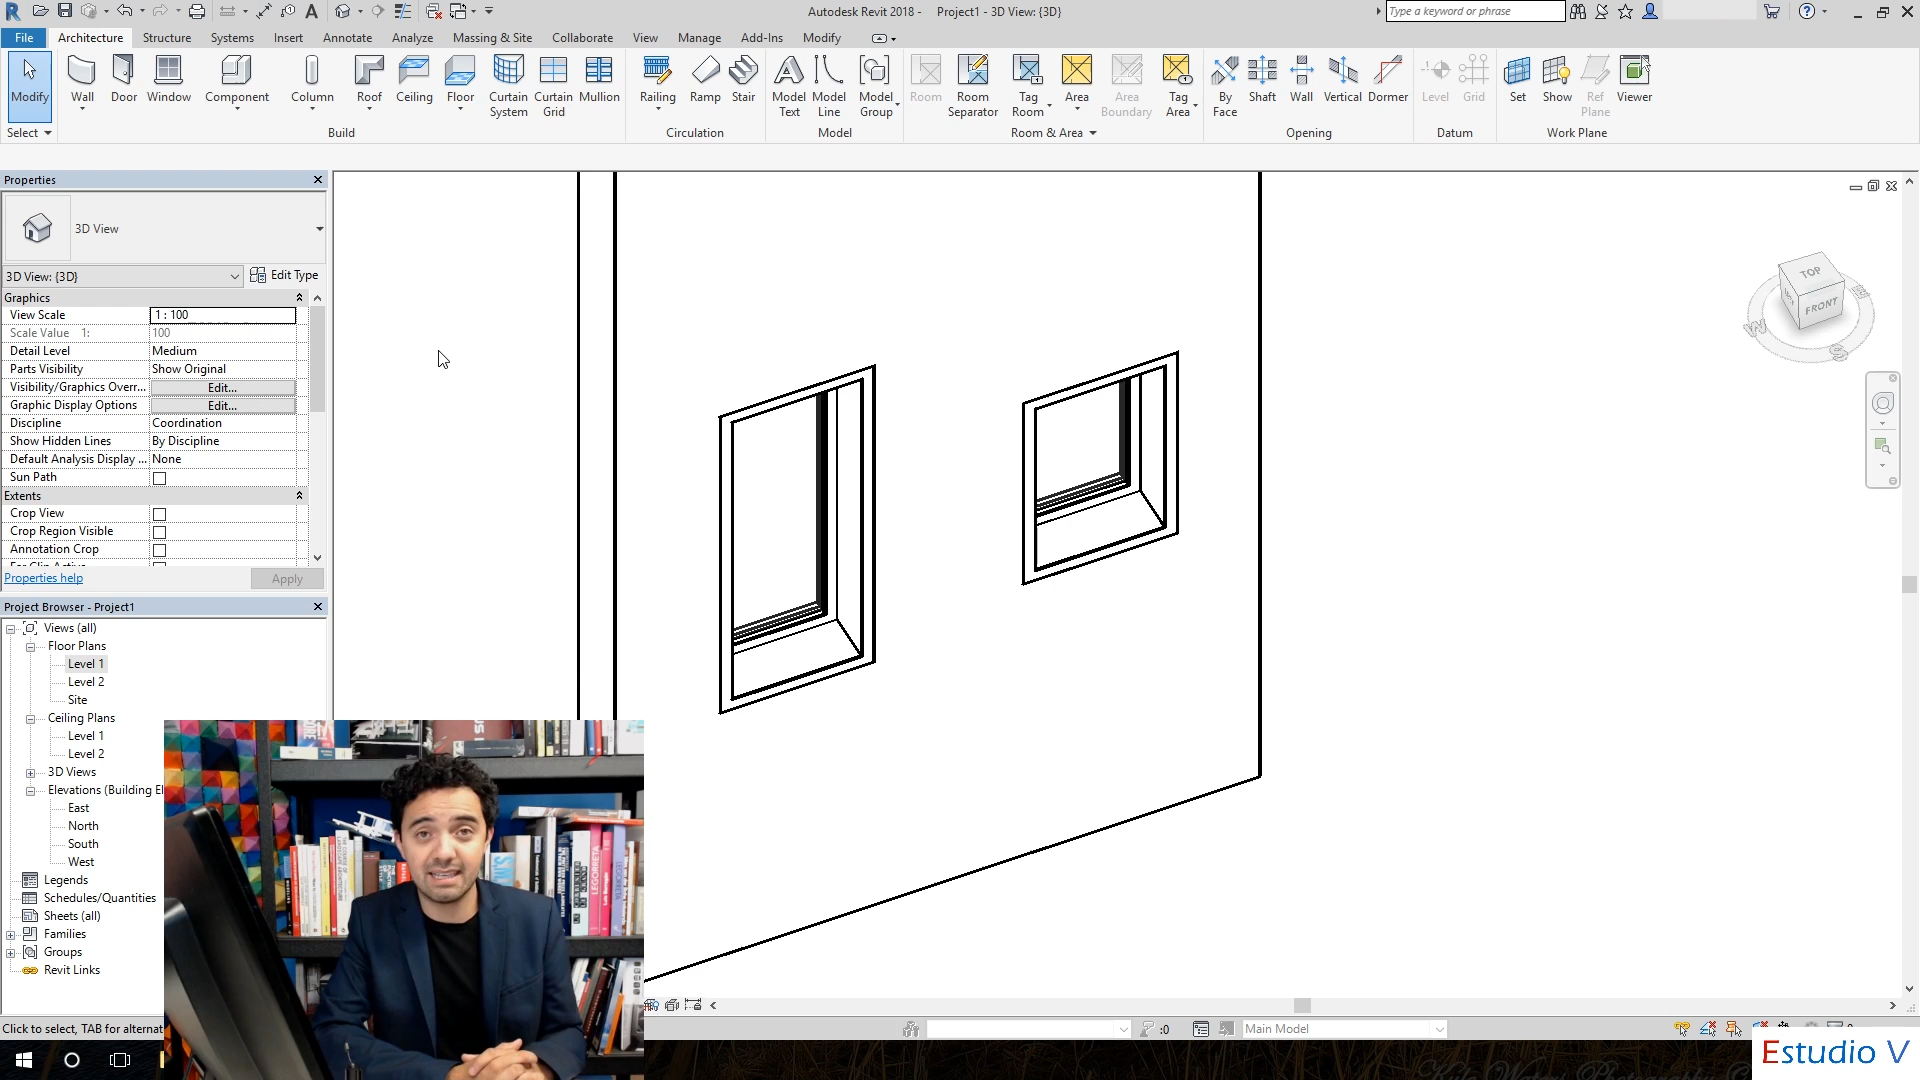 Autodesk Revit 2018 - Project1 - 3D View: {3D}
Type a keyword or phrase
File Architecture Structure Systems Insert Annotate Analyze Massing & Site Collaborate View Manage Add-Ins Modify
Modify Wall Door Window Component Column Roof Ceiling Floor Curtain System Curtain Grid Mullion Railing Ramp Stair Model Text Model Line Model Group Room Room Separator Tag Room Area Area Boundary Tag Area By Face Shaft Wall Vertical Dormer Level Grid Set Show Ref Plane Viewer
Select Build Circulation Model Room & Area Opening Datum Work Plane
Properties
3D View
3D View: {3D} Edit Type
Graphics
View Scale 1 : 100
Scale Value 1: 100
Detail Level Medium
Parts Visibility Show Original
Visibility/Graphics Overr... Edit...
Graphic Display Options Edit...
Discipline Coordination
Show Hidden Lines By Discipline
Default Analysis Display ... None
Sun Path
Extents
Crop View
Crop Region Visible
Annotation Crop
Properties help Apply
Project Browser - Project1
Views (all)
Floor Plans
Level 1
Level 2
Site
Ceiling Plans
Level 1
Level 2
3D Views
Elevations (Building El
East
North
South
West
Legends
Schedules/Quantities
Sheets (all)
Families
Groups
Revit Links
TOP
FRONT
W
S
LEGORRETA
Click to select, TAB for alternat
:0
Main Model
Estudio V